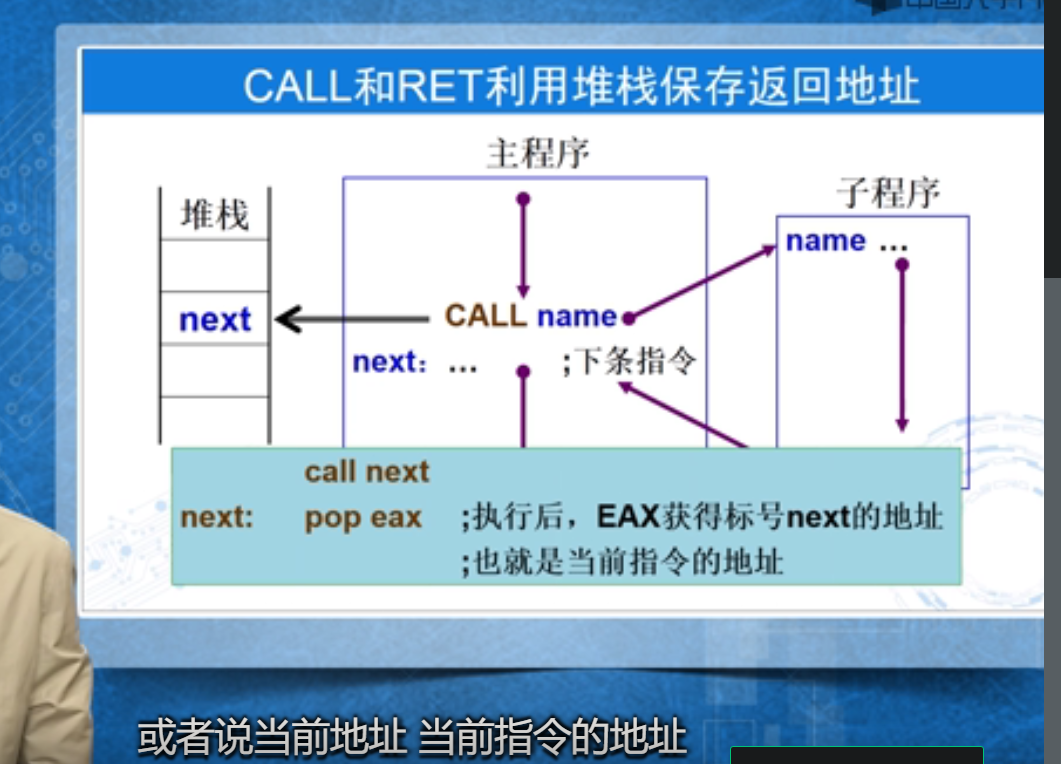 CALL和RET利用堆栈保存返回地址
主程序
子程序
堆栈
name ...
next
CALL name
next: ... ;下条指令
call next
next: pop eax ;执行后，EAX获得标号next的地址
;也就是当前指令的地址
或者说当前地址 当前指令的地址